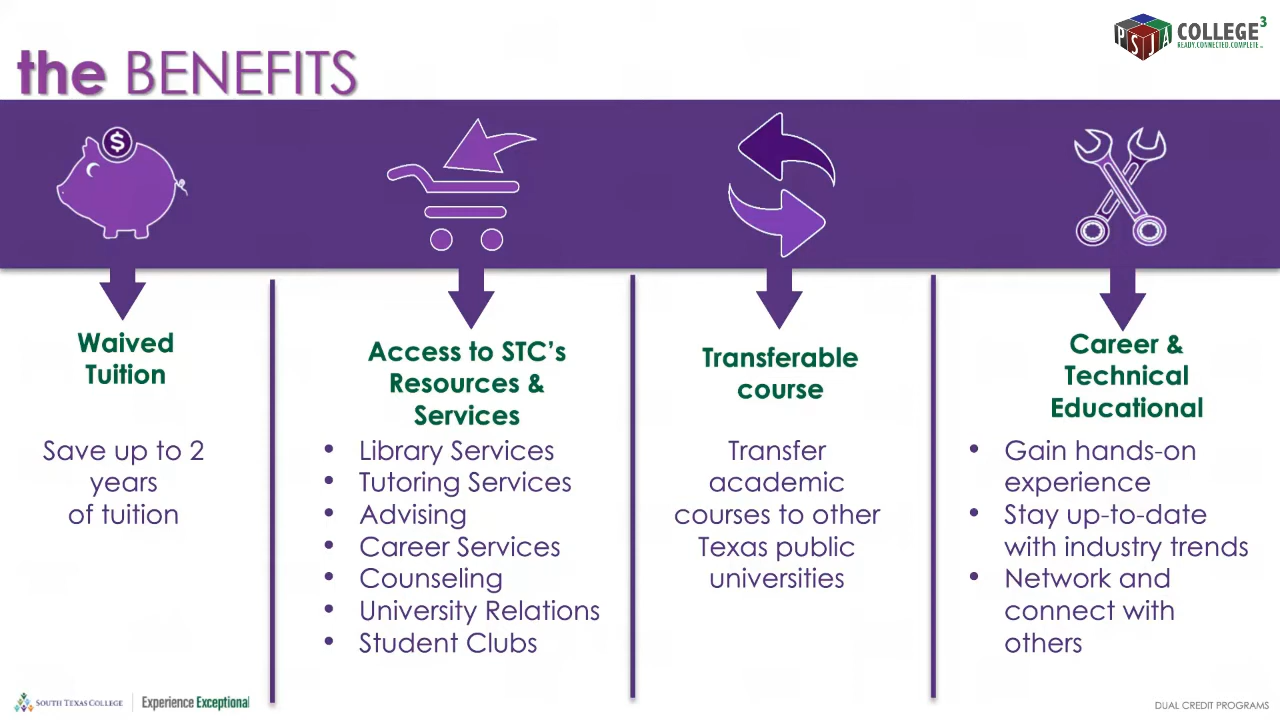 the BENEFITS
PSJA COLLEGE³
READY.CONNECTED.COMPLETE
$
Waived
Tuition
Save up to 2
years
of tuition
Access to STC’s
Resources &
Services
• Library Services
• Tutoring Services
• Advising
• Career Services
• Counseling
• University Relations
• Student Clubs
Transferable
course
Transfer
academic
courses to other
Texas public
universities
Career &
Technical
Educational
• Gain hands-on
experience
• Stay up-to-date
with industry trends
• Network and
connect with
others
SOUTH TEXAS COLLEGE
Experience Exceptional
DUAL CREDIT PROGRAMS